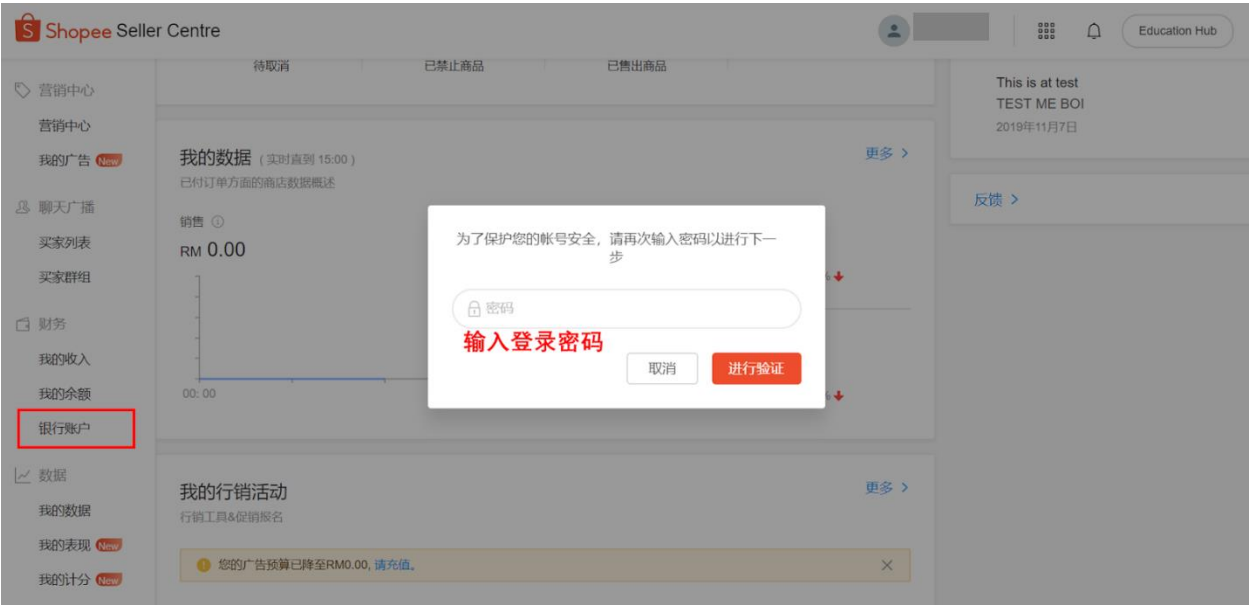 Shopee Seller Centre
Education Hub
营销中心
营销中心
我的广告 New
聊天广播
买家列表
买家群组
财务
我的收入
我的余额
银行账户
数据
我的数据
我的表现 New
我的计分 New
待取消
已禁止商品
已售出商品
我的数据 ( 实时直到 15:00 )
更多 >
已付订单方面的商店数据概述
销售
RM 0.00
00: 00
为了保护您的帐号安全，请再次输入密码以进行下一
步
密码
输入登录密码
取消
进行验证
我的行销活动
更多 >
行销工具&促销报名
您的广告预算已降至RM0.00, 请充值。
This is at test
TEST ME BOI
2019年11月7日
反馈 >